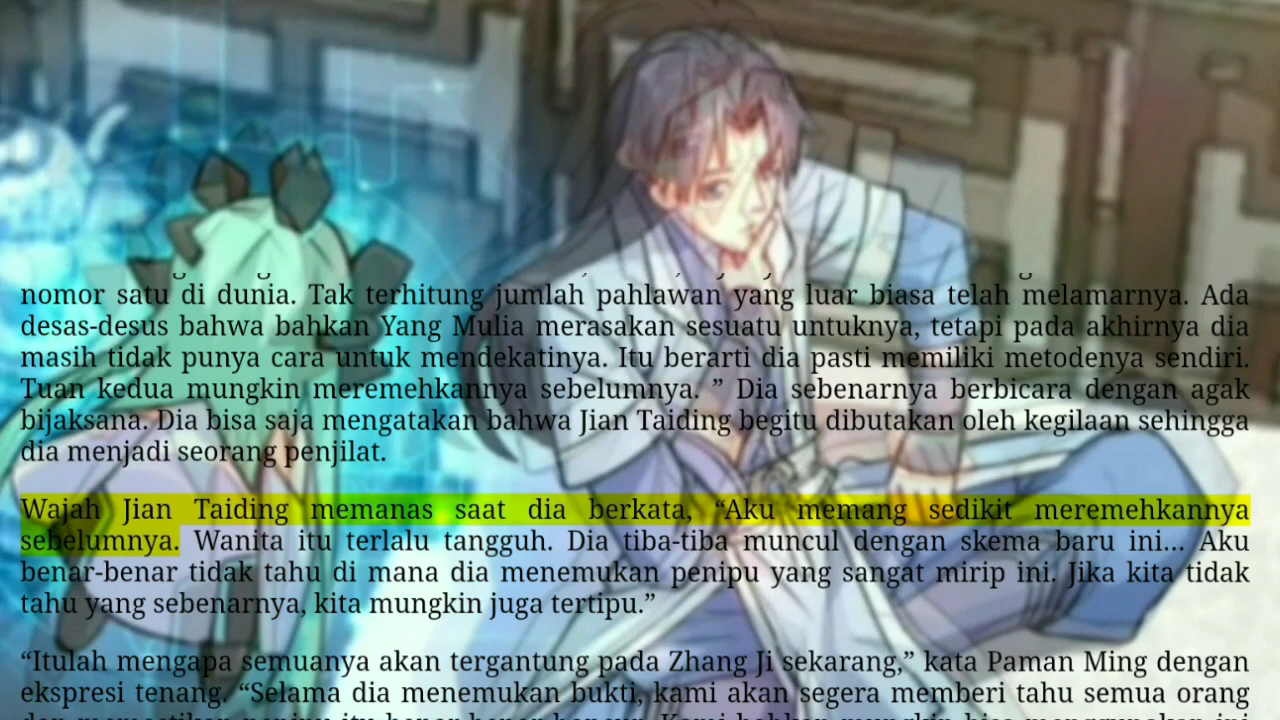 nomor satu di dunia. Tak terhitung jumlah pahlawan yang luar biasa telah melamarnya. Ada
desas-desus bahwa bahkan Yang Mulia merasakan sesuatu untuknya, tetapi pada akhirnya dia
masih tidak punya cara untuk mendekatinya. Itu berarti dia pasti memiliki metodenya sendiri.
Tuan kedua mungkin meremehkannya sebelumnya. ” Dia sebenarnya berbicara dengan agak
bijaksana. Dia bisa saja mengatakan bahwa Jian Taiding begitu dibutakan oleh kegilaan sehingga
dia menjadi seorang penjilat.
Wajah Jian Taiding memanas saat dia berkata, “Aku memang sedikit meremehkannya
sebelumnya. Wanita itu terlalu tangguh. Dia tiba-tiba muncul dengan skema baru ini... Aku
benar-benar tidak tahu di mana dia menemukan penipu yang sangat mirip ini. Jika kita tidak
tahu yang sebenarnya, kita mungkin juga tertipu.”
“Itulah mengapa semuanya akan tergantung pada Zhang Ji sekarang,” kata Paman Ming dengan
ekspresi tenang. “Selama dia menemukan bukti, kami akan segera memberi tahu semua orang